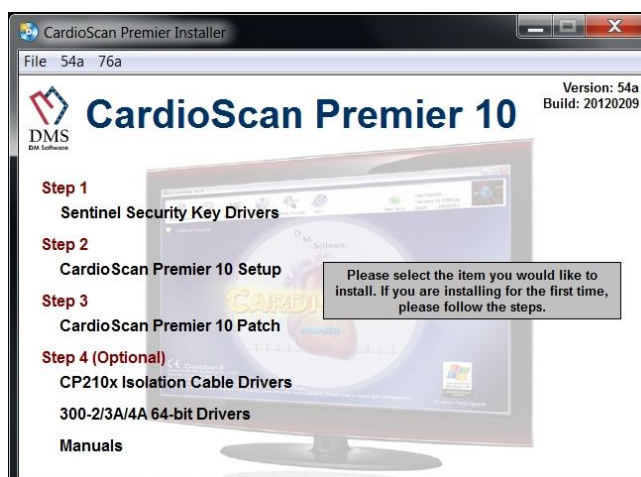 CardioScan Premier Installer
File 54a 76a
Version: 54a
Build: 20120209
DMS
DM Software
CardioScan Premier 10
Step 1
Sentinel Security Key Drivers
Step 2
CardioScan Premier 10 Setup
Please select the item you would like to
install. If you are installing for the first time,
please follow the steps.
Step 3
CardioScan Premier 10 Patch
Step 4 (Optional)
CP210x Isolation Cable Drivers
300-2/3A/4A 64-bit Drivers
Manuals
DM
Software